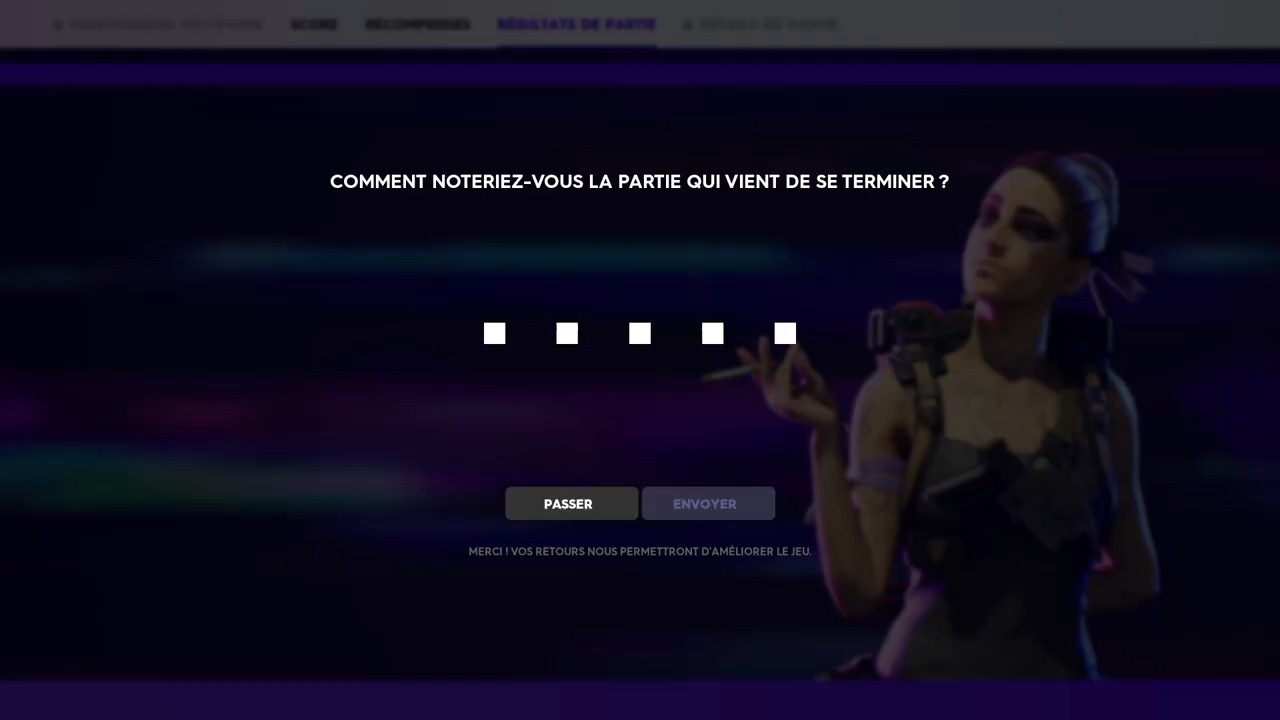 SCORE
RÉCOMPENSES
RÉSULTATS DE PARTIE
COMMENT NOTERIEZ-VOUS LA PARTIE QUI VIENT DE SE TERMINER ?
PASSER
ENVOYER
MERCI ! VOS RETOURS NOUS PERMETTRONT D'AMÉLIORER LE JEU.